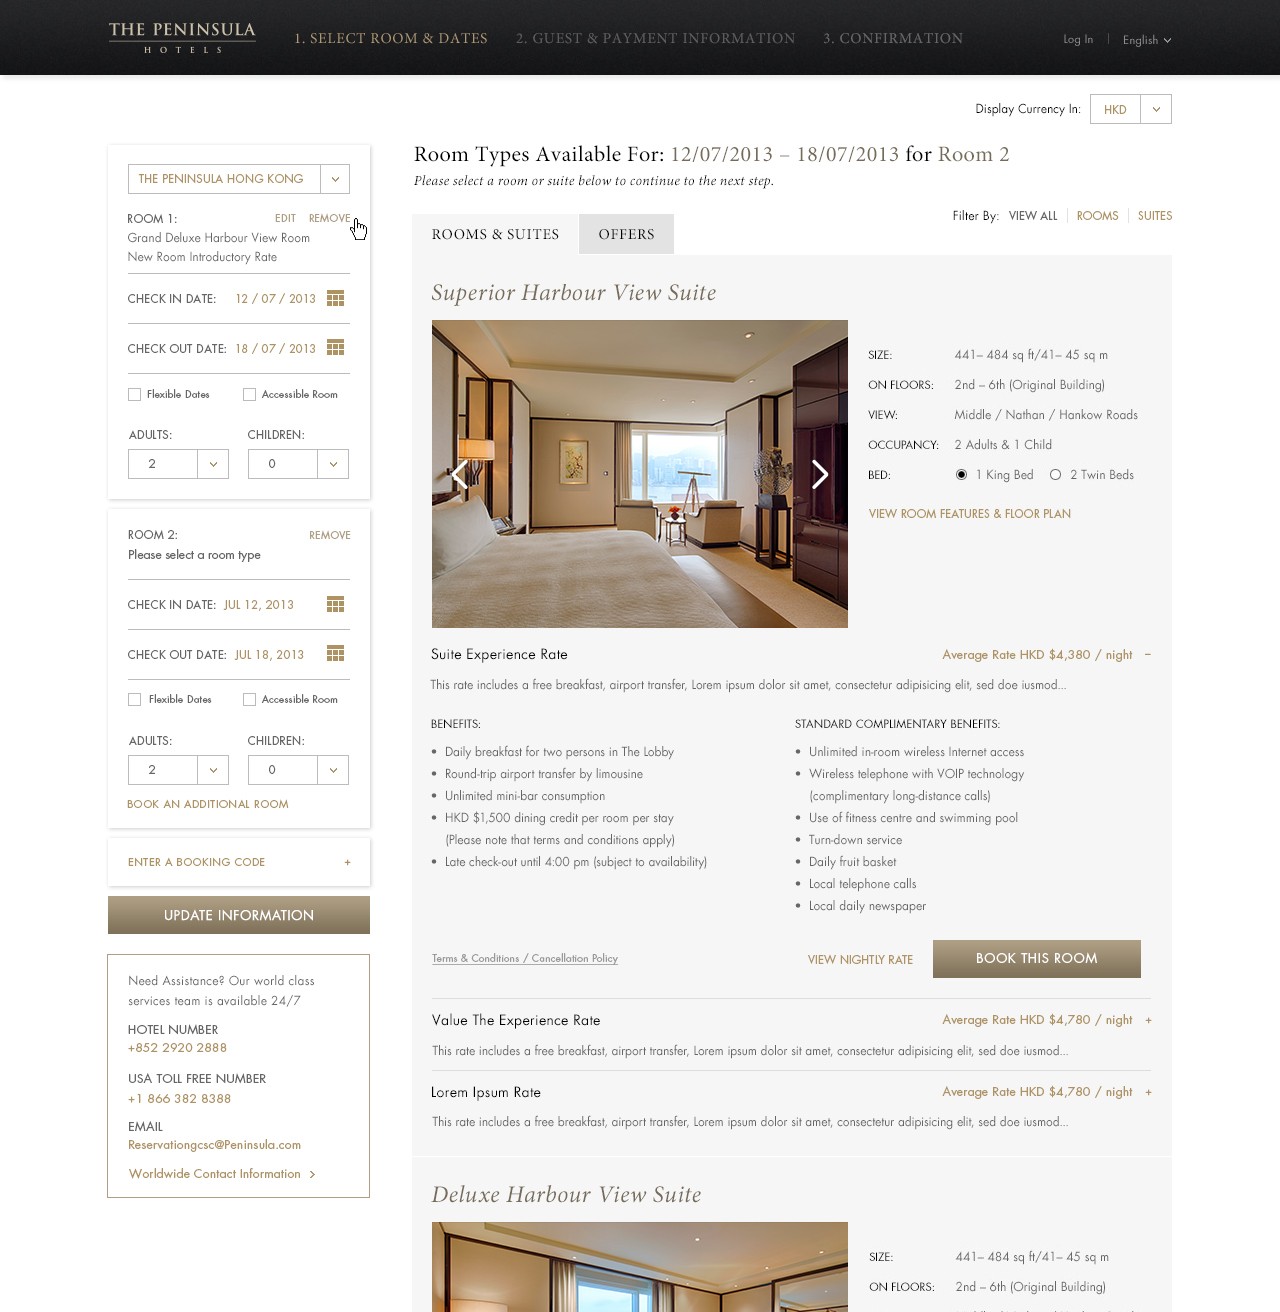 THE PENINSULA
HOTELS
1. SELECT ROOM & DATES
2. GUEST & PAYMENT INFORMATION
3. CONFIRMATION
Log In
English
Display Currency In:
HKD
THE PENINSULA HONG KONG
ROOM 1:
EDIT
REMOVE
Grand Deluxe Harbour View Room
New Room Introductory Rate
CHECK IN DATE:
12 / 07 / 2013
CHECK OUT DATE:
18 / 07 / 2013
Flexible Dates
Accessible Room
ADULTS:
CHILDREN:
2
0
ROOM 2:
REMOVE
Please select a room type
CHECK IN DATE:
JUL 12, 2013
CHECK OUT DATE:
JUL 18, 2013
Flexible Dates
Accessible Room
ADULTS:
CHILDREN:
2
0
BOOK AN ADDITIONAL ROOM
ENTER A BOOKING CODE
+
UPDATE INFORMATION
Need Assistance? Our world class
services team is available 24/7
HOTEL NUMBER
+852 2920 2888
USA TOLL FREE NUMBER
+1 866 382 8388
EMAIL
Reservationgcsc@Peninsula.com
Worldwide Contact Information >
Room Types Available For: 12/07/2013 – 18/07/2013 for Room 2
Please select a room or suite below to continue to the next step.
Filter By: VIEW ALL | ROOMS | SUITES
ROOMS & SUITES
OFFERS
Superior Harbour View Suite
SIZE:
441– 484 sq ft/41– 45 sq m
ON FLOORS:
2nd – 6th (Original Building)
VIEW:
Middle / Nathan / Hankow Roads
OCCUPANCY:
2 Adults & 1 Child
BED:
1 King Bed
2 Twin Beds
VIEW ROOM FEATURES & FLOOR PLAN
Suite Experience Rate
Average Rate HKD $4,380 / night –
This rate includes a free breakfast, airport transfer, Lorem ipsum dolor sit amet, consectetur adipisicing elit, sed doe iusmod...
BENEFITS:
• Daily breakfast for two persons in The Lobby
• Round-trip airport transfer by limousine
• Unlimited mini-bar consumption
• HKD $1,500 dining credit per room per stay
(Please note that terms and conditions apply)
• Late check-out until 4:00 pm (subject to availability)
STANDARD COMPLIMENTARY BENEFITS:
• Unlimited in-room wireless Internet access
• Wireless telephone with VOIP technology
(complimentary long-distance calls)
• Use of fitness centre and swimming pool
• Turn-down service
• Daily fruit basket
• Local telephone calls
• Local daily newspaper
Terms & Conditions / Cancellation Policy
VIEW NIGHTLY RATE
BOOK THIS ROOM
Value The Experience Rate
Average Rate HKD $4,780 / night +
This rate includes a free breakfast, airport transfer, Lorem ipsum dolor sit amet, consectetur adipisicing elit, sed doe iusmod...
Lorem Ipsum Rate
Average Rate HKD $4,780 / night +
This rate includes a free breakfast, airport transfer, Lorem ipsum dolor sit amet, consectetur adipisicing elit, sed doe iusmod...
Deluxe Harbour View Suite
SIZE:
441– 484 sq ft/41– 45 sq m
ON FLOORS:
2nd – 6th (Original Building)